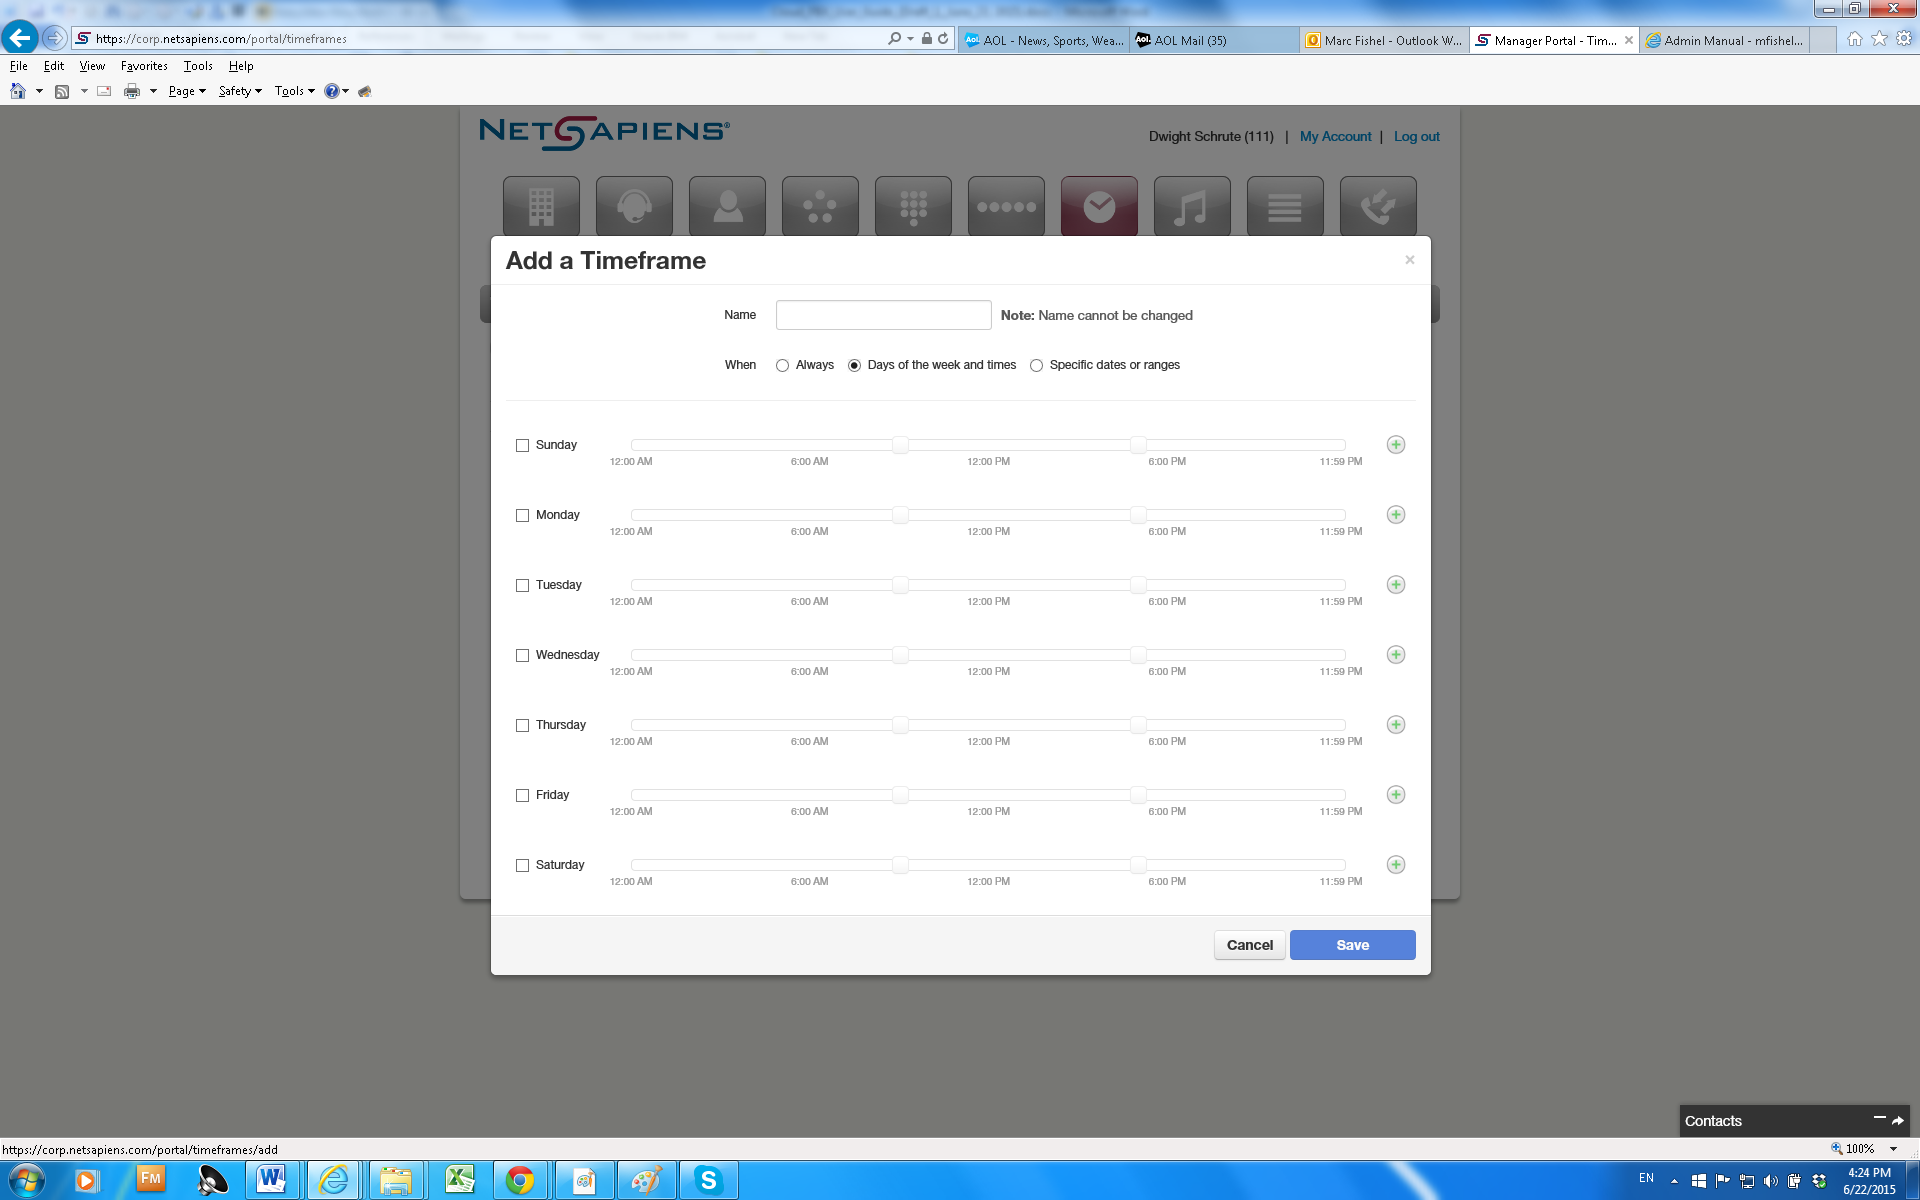 https://corp.netsapiens.com/portal/timeframes
AOL - News, Sports, Wea...
AOL Mail (35)
Marc Fishel - Outlook W...
Manager Portal - Tim...
Admin Manual - mfishel...
File Edit View Favorites Tools Help
Page Safety Tools
NETSAPIENS®
Dwight Schrute (111) | My Account | Log out
Add a Timeframe
Name Note: Name cannot be changed
When Always Days of the week and times Specific dates or ranges
Sunday
12:00 AM 6:00 AM 12:00 PM 6:00 PM 11:59 PM
Monday
12:00 AM 6:00 AM 12:00 PM 6:00 PM 11:59 PM
Tuesday
12:00 AM 6:00 AM 12:00 PM 6:00 PM 11:59 PM
Wednesday
12:00 AM 6:00 AM 12:00 PM 6:00 PM 11:59 PM
Thursday
12:00 AM 6:00 AM 12:00 PM 6:00 PM 11:59 PM
Friday
12:00 AM 6:00 AM 12:00 PM 6:00 PM 11:59 PM
Saturday
12:00 AM 6:00 AM 12:00 PM 6:00 PM 11:59 PM
Cancel Save
Contacts
https://corp.netsapiens.com/portal/timeframes/add
100%
FM
EN
4:24 PM
6/22/2015